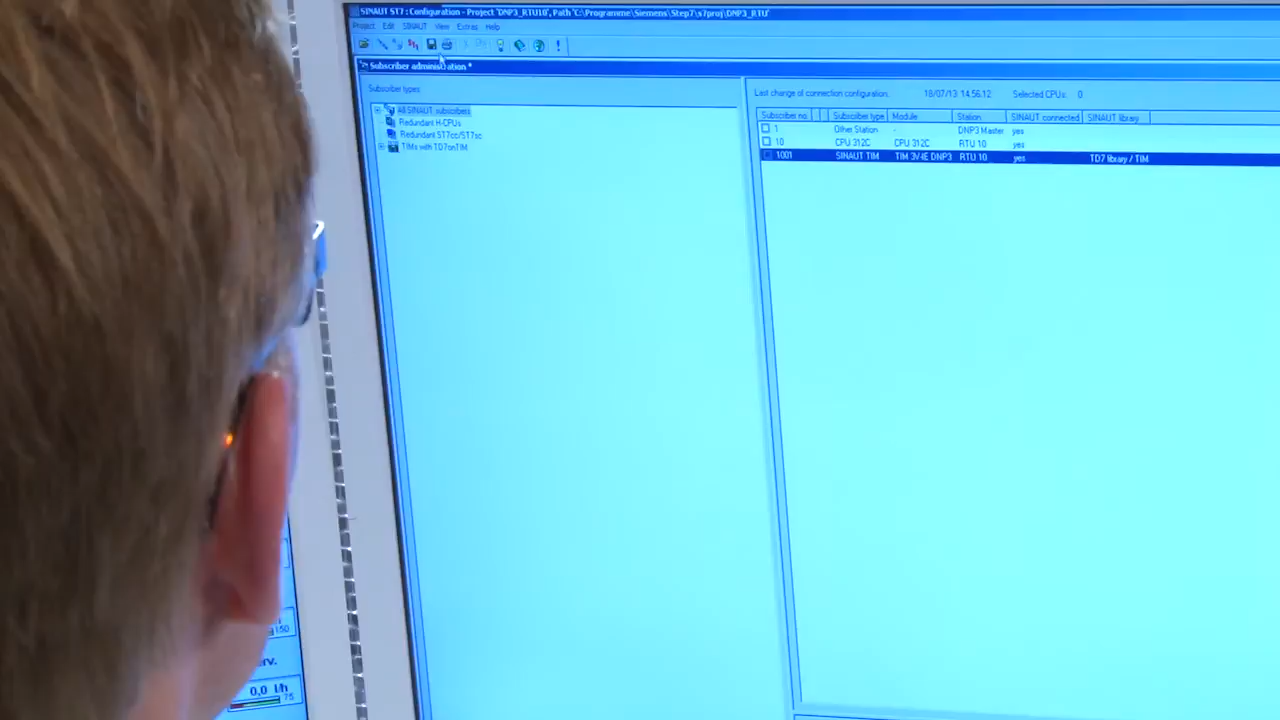 SINAUT ST7 : Configuration - Project 'DNP3_RTU10', Path 'C:\Programme\Siemens\Step7\s7proj\DNP3_RTU'
Project Edit SINAUT View Extras Help
Subscriber administration *
Subscriber types
All SINAUT subscribers
Redundant H-CPUs
Redundant ST7cc/ST7sc
TIMs with TD7onTIM
Last change of connection configuration: 18/07/13 14:56:12 Selected CPUs: 0
Subscriber no. Subscriber type Module Station SINAUT connected SINAUT library
1 Other Station - DNP3 Master yes
10 CPU 312C CPU 312C RTU 10 yes
1001 SINAUT TIM TIM 3V-IE DNP3 RTU 10 yes TD7 library / TIM
150
rv.
0,0 l/h
75